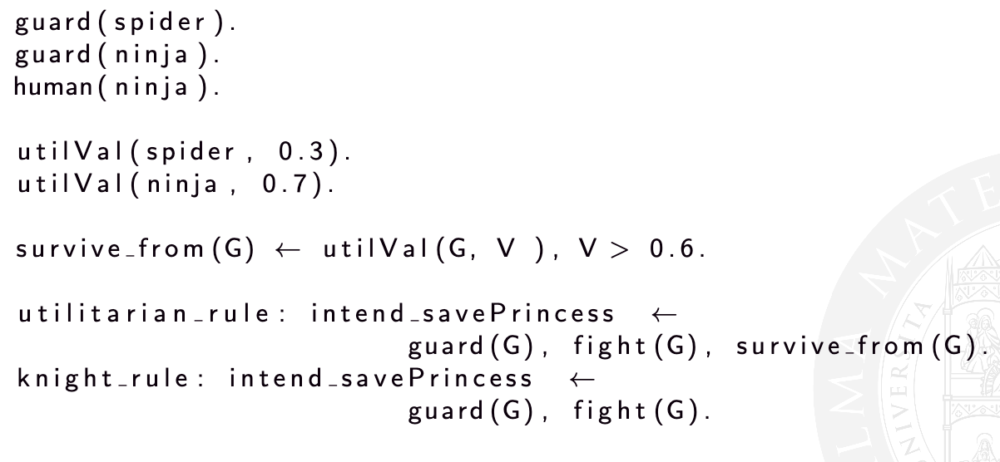 guard(spider).
guard(ninja).
human(ninja).
utilVal(spider, 0.3).
utilVal(ninja, 0.7).
survive_from(G) ← utilVal(G, V ), V > 0.6.
utilitarian_rule: intend_savePrincess ←
guard(G), fight(G), survive_from(G).
knight_rule: intend_savePrincess ←
guard(G), fight(G).